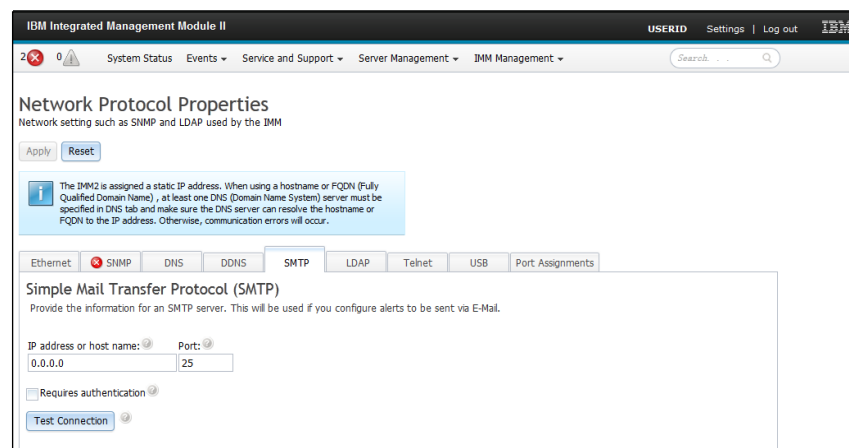 IBM Integrated Management Module II
USERID Settings | Log out IBM
2 0 System Status Events Service and Support Server Management IMM Management Search. . .
Network Protocol Properties
Network setting such as SNMP and LDAP used by the IMM
Apply Reset
i
The IMM2 is assigned a static IP address. When using a hostname or FQDN (Fully
Qualified Domain Name) , at least one DNS (Domain Name System) server must be
specified in DNS tab and make sure the DNS server can resolve the hostname or
FQDN to the IP address. Otherwise, communication errors will occur.
Ethernet SNMP DNS DDNS SMTP LDAP Telnet USB Port Assignments
Simple Mail Transfer Protocol (SMTP)
Provide the information for an SMTP server. This will be used if you configure alerts to be sent via E-Mail.
IP address or host name: Port:
0.0.0.0 25
Requires authentication
Test Connection